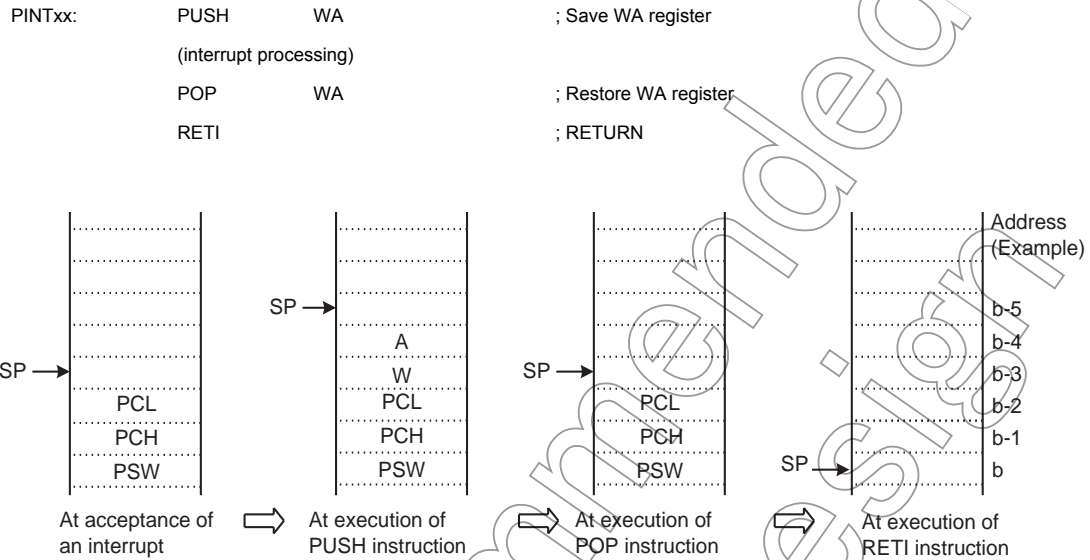 PINTxx: PUSH WA ; Save WA register
(interrupt processing)
POP WA ; Restore WA register
RETI ; RETURN
Address
(Example)
SP
b-5
A
b-4
SP
W
SP
b-3
PCL
PCL
PCL
b-2
PCH
PCH
PCH
b-1
PSW
PSW
PSW
SP
b
At acceptance of
an interrupt
At execution of
PUSH instruction
At execution of
POP instruction
At execution of
RETI instruction